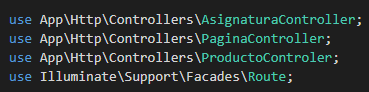 use App\Http\Controllers\AsignaturaController;
use App\Http\Controllers\PaginaController;
use App\Http\Controllers\ProductoControler;
use Illuminate\Support\Facades\Route;